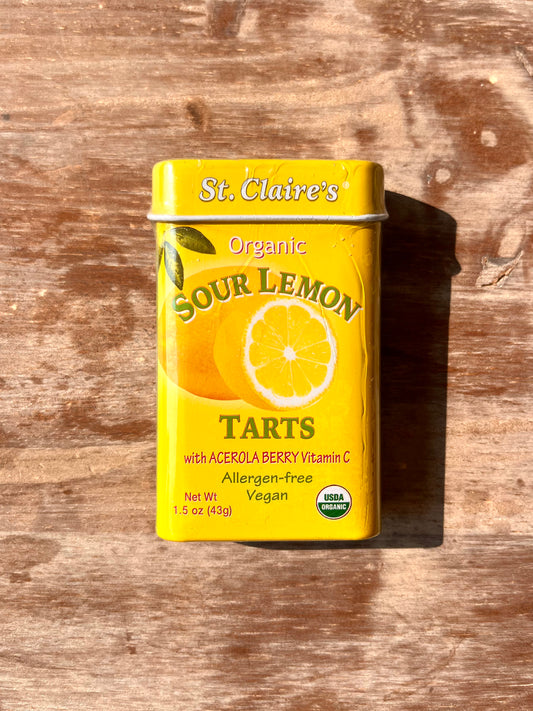 St. Claire's®
Organic
SOUR LEMON
TARTS
with ACEROLA BERRY Vitamin C
Allergen-free
Vegan
Net Wt
1.5 oz (43g)
USDA
ORGANIC